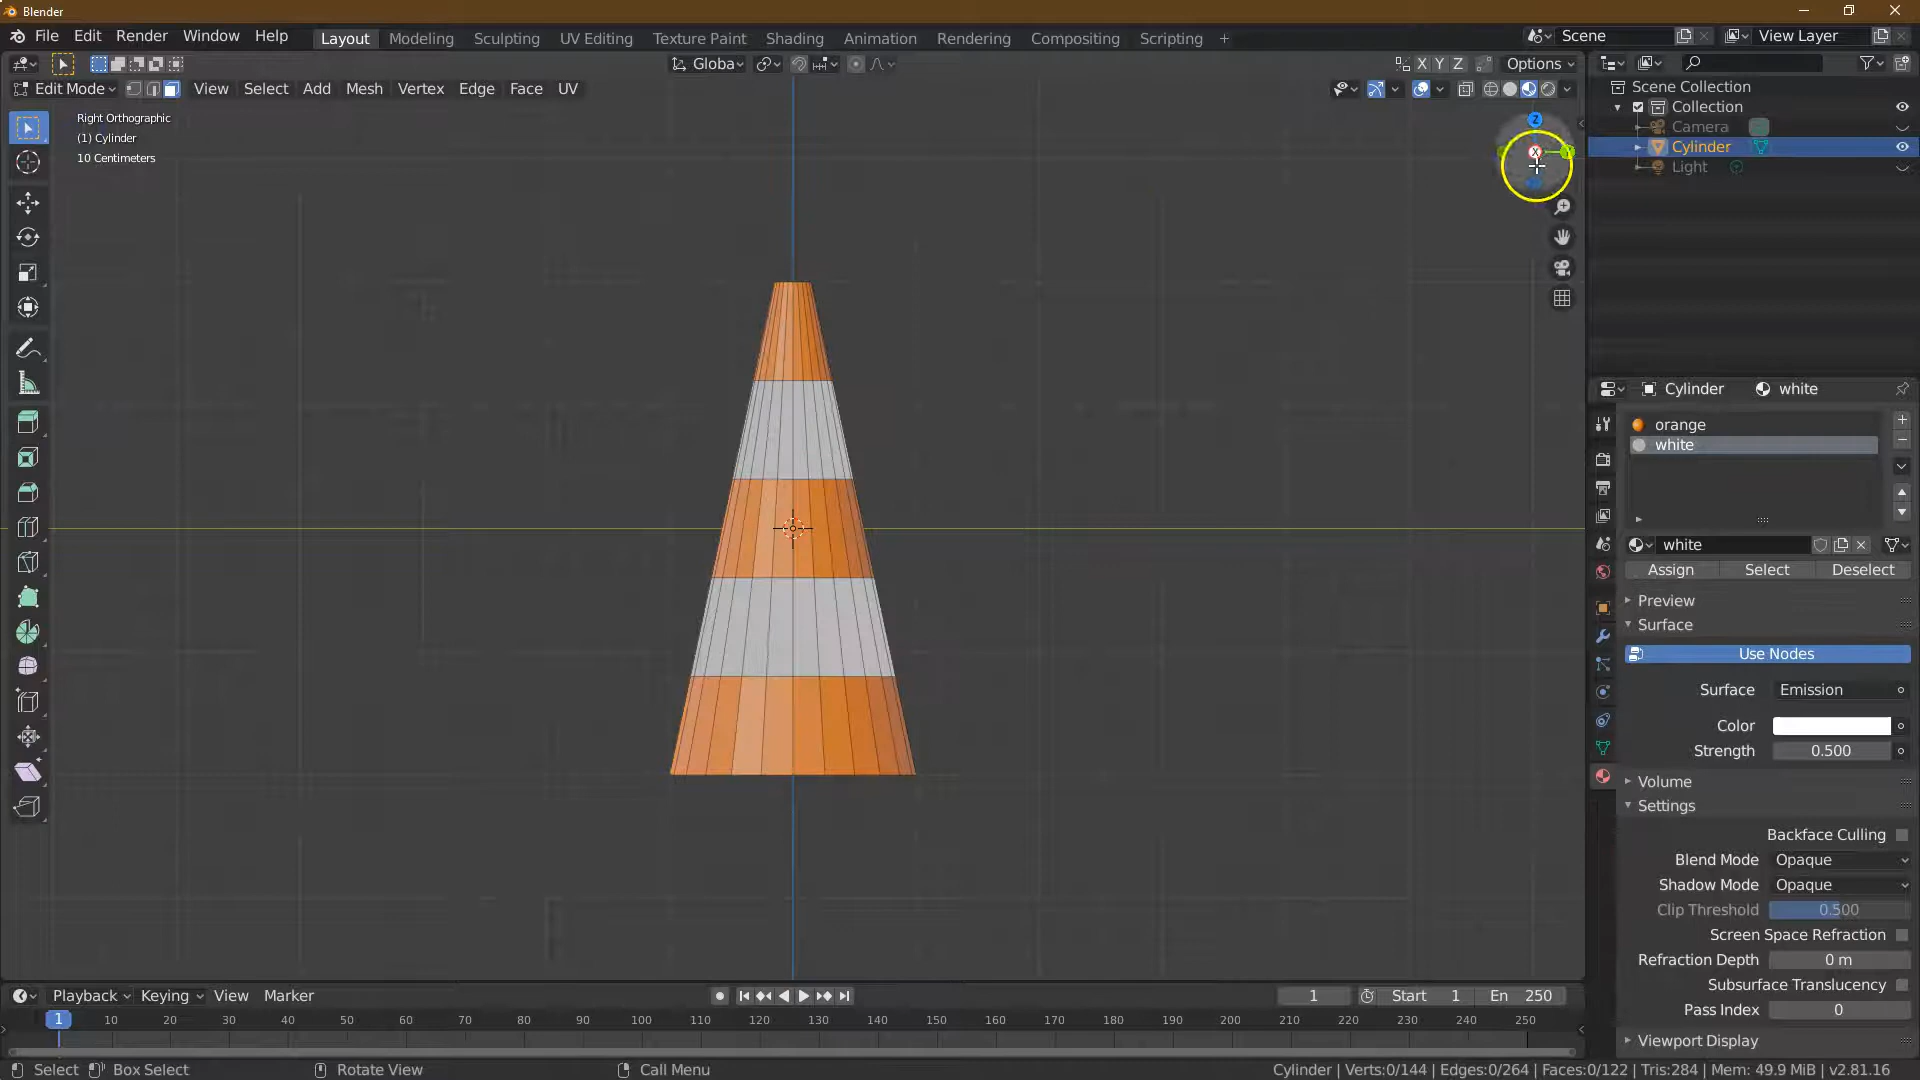 Blender
File Edit Render Window Help
Layout Modeling Sculpting UV Editing Texture Paint Shading Animation Rendering Compositing Scripting +
Scene
View Layer
Globa
X Y Z Options
Edit Mode View Select Add Mesh Vertex Edge Face UV
Right Orthographic
(1) Cylinder
10 Centimeters
Z
X
Y
Scene Collection
Collection
Camera
Cylinder
Light
Cylinder white
orange
white
white
Assign Select Deselect
Preview
Surface
Use Nodes
Surface Emission
Color
Strength 0.500
Volume
Settings
Backface Culling
Blend Mode Opaque
Shadow Mode Opaque
Clip Threshold 0.500
Screen Space Refraction
Refraction Depth 0 m
Subsurface Translucency
Pass Index 0
Viewport Display
Playback Keying View Marker
1 Start 1 En 250
1 10 20 30 40 50 60 70 80 90 100 110 120 130 140 150 160 170 180 190 200 210 220 230 240 250
Select Box Select Rotate View Call Menu
Cylinder | Verts:0/144 | Edges:0/264 | Faces:0/122 | Tris:284 | Mem: 49.9 MiB | v2.81.16